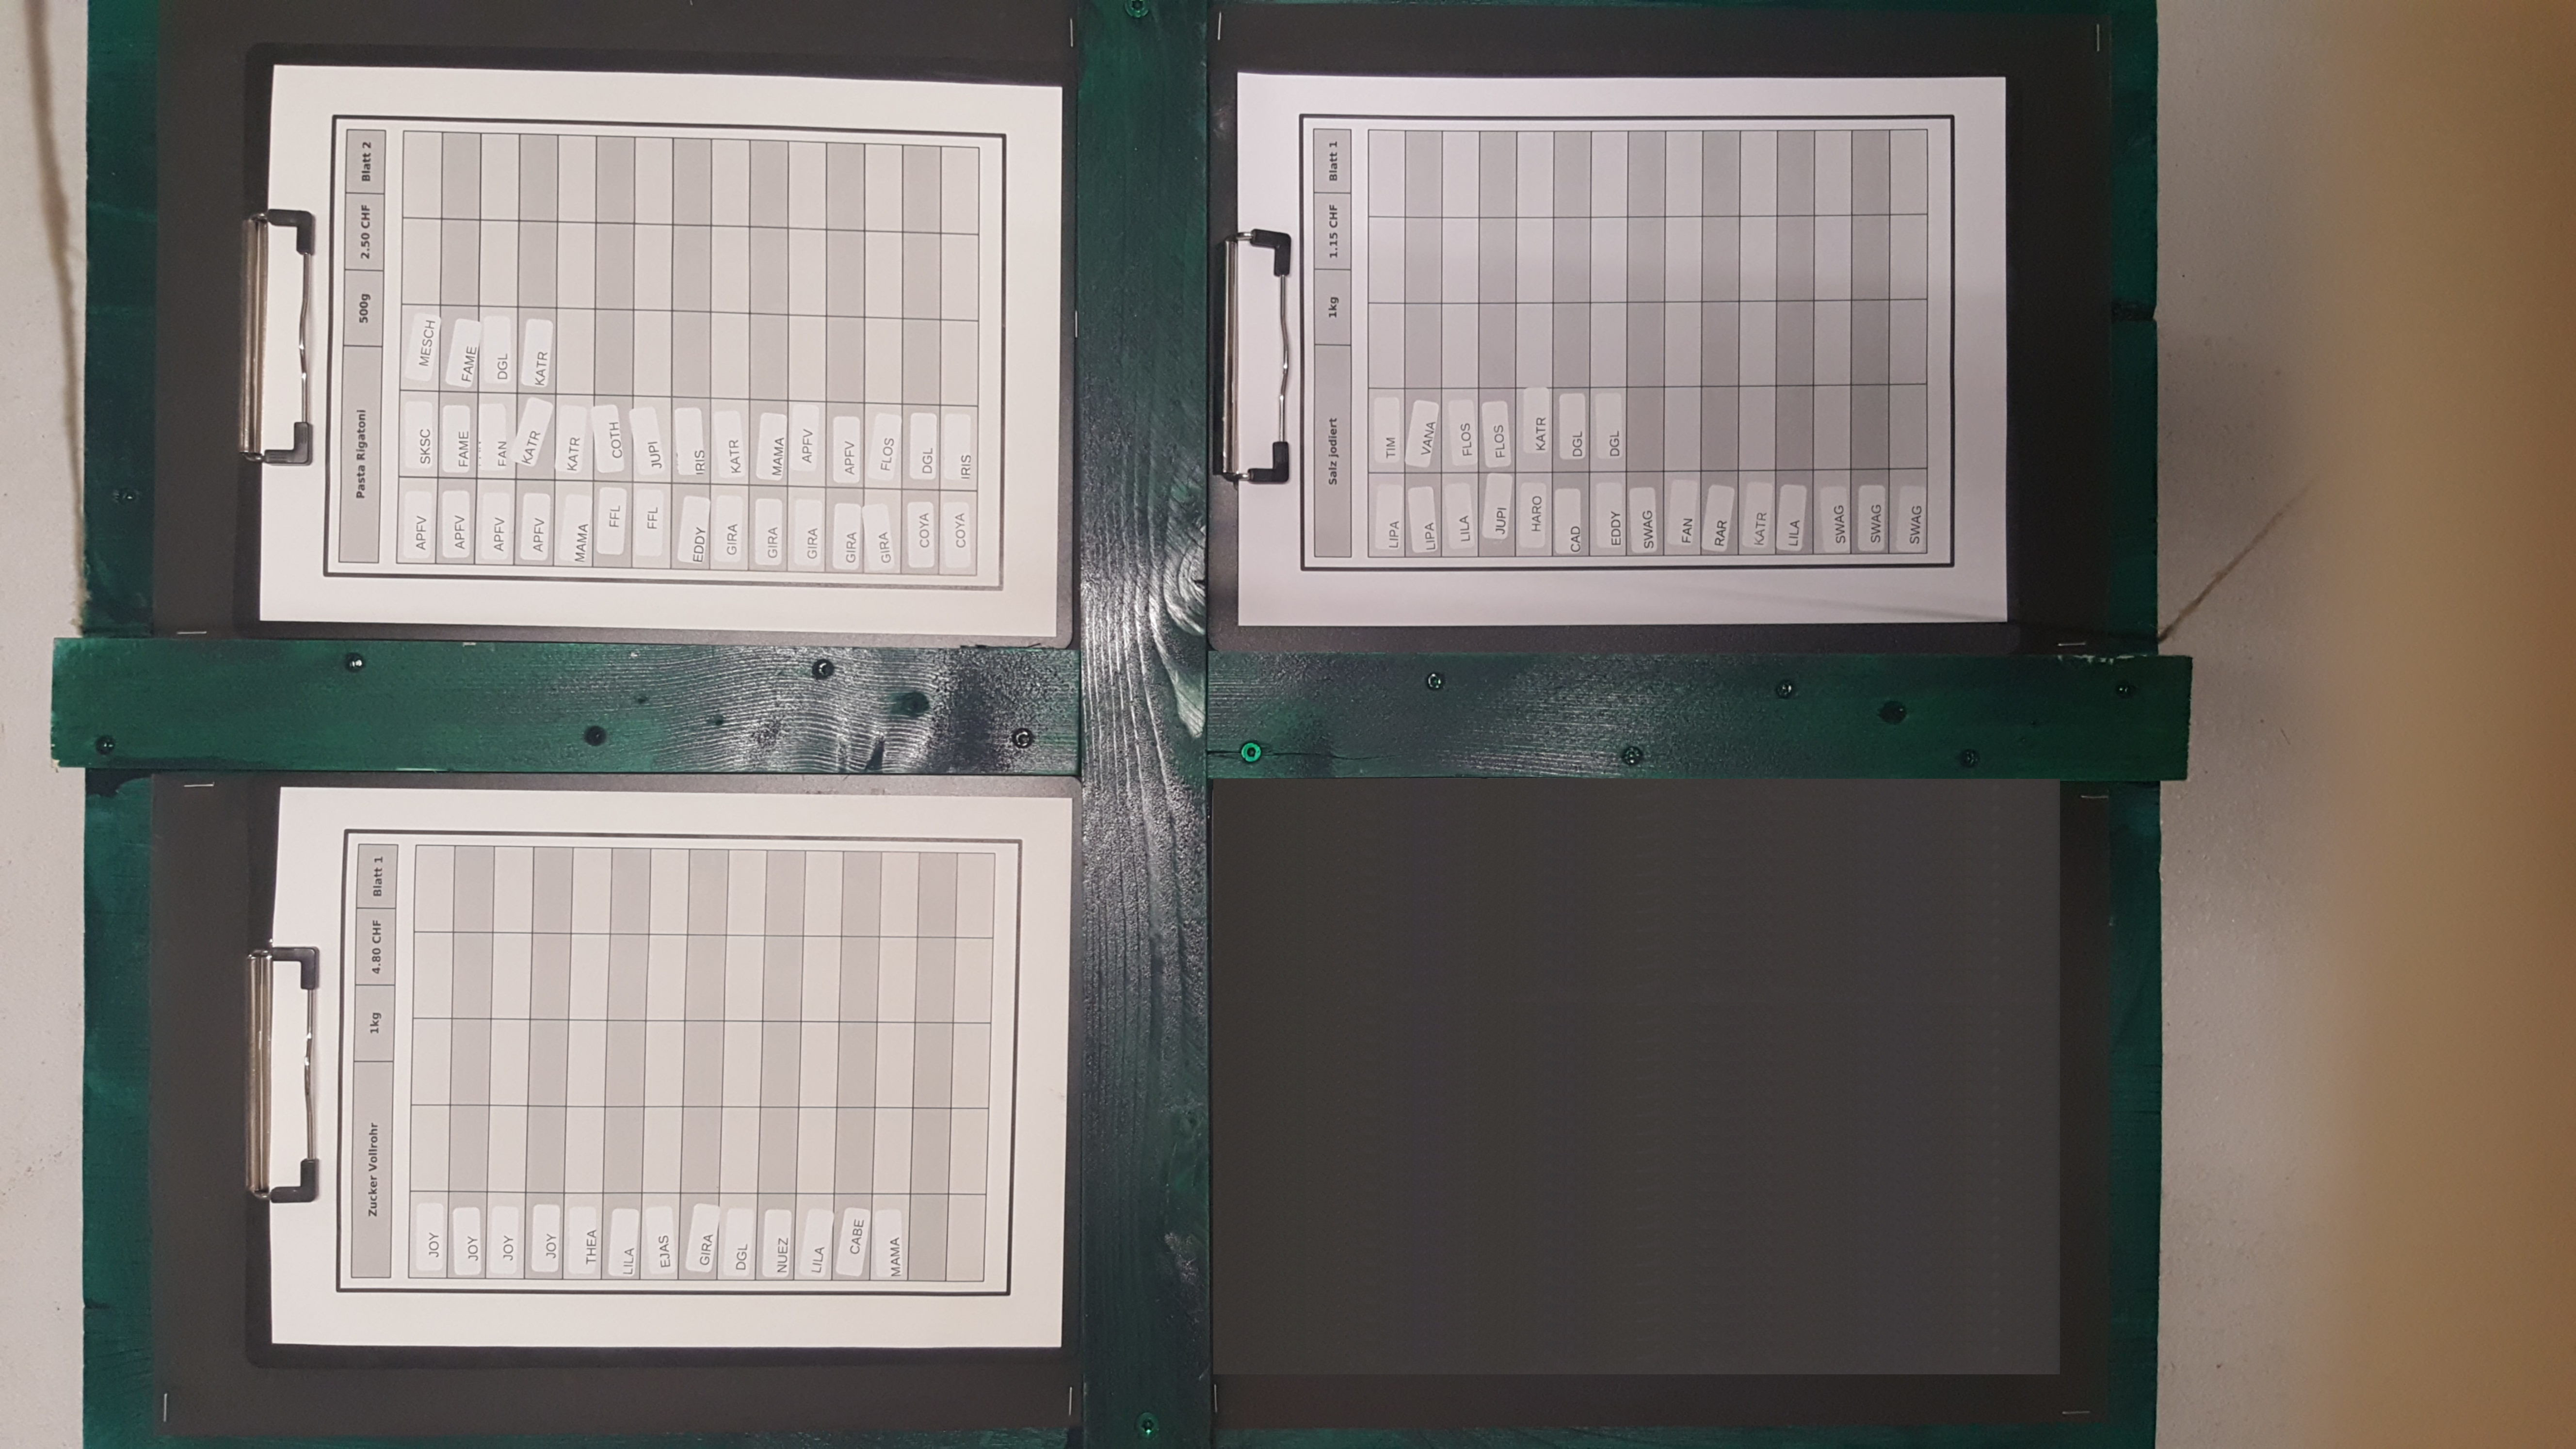 Zucker Vollrohr 1kg 4.80 CHF Blatt 1
JOY
JOY
JOY
JOY
THEA
LILA
EJAS
GIRA
DGL
NUEZ
LILA
CABE
MAMA
Pasta Rigatoni 500g 2.50 CHF Blatt 2
APFV SKSC MESCH
APFV FAME FAME
APFV FAN DGL
APFV KATR KATR
MAMA KATR
FFL COTH
FFL JUPI
EDDY IRIS
GIRA KATR
GIRA MAMA
GIRA APFV
GIRA APFV
GIRA FLOS
COYA DGL
COYA IRIS
Salz jodiert 1kg 1.15 CHF Blatt 1
LIPA TIM
LIPA VANA
LILA FLOS
JUPI FLOS
HARO KATR
CAD DGL
EDDY DGL
SWAG
FAN
RAR
KATR
LILA
SWAG
SWAG
SWAG